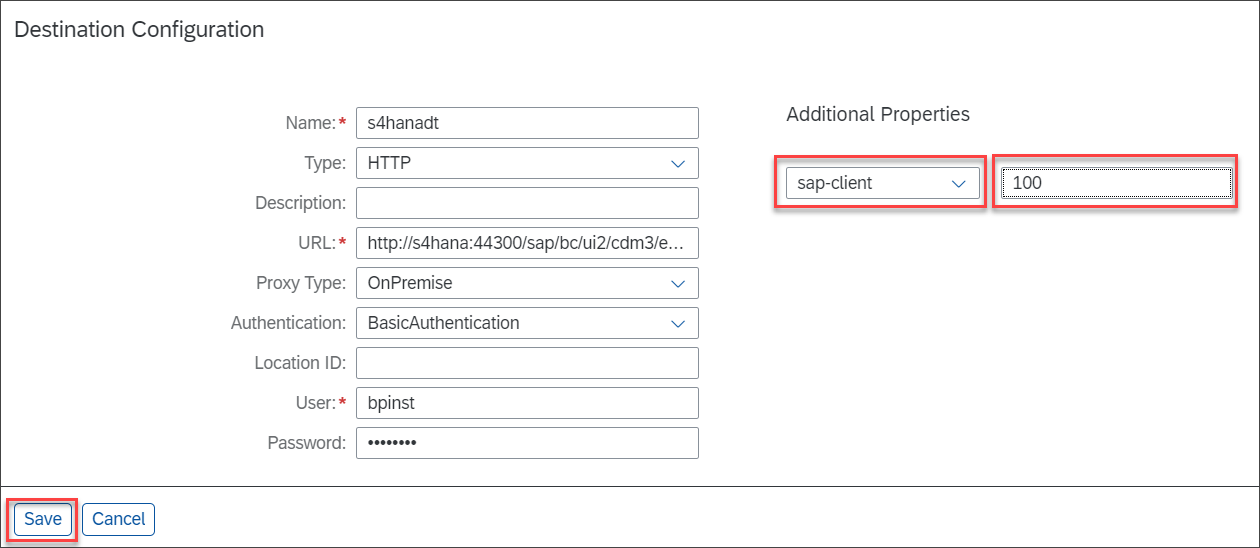 Destination Configuration
Name:* s4hanadt
Type: HTTP
Description:
URL:* http://s4hana:44300/sap/bc/ui2/cdm3/e...
Proxy Type: OnPremise
Authentication: BasicAuthentication
Location ID:
User:* bpinst
Password: ••••••••
Additional Properties
sap-client 100
Save Cancel